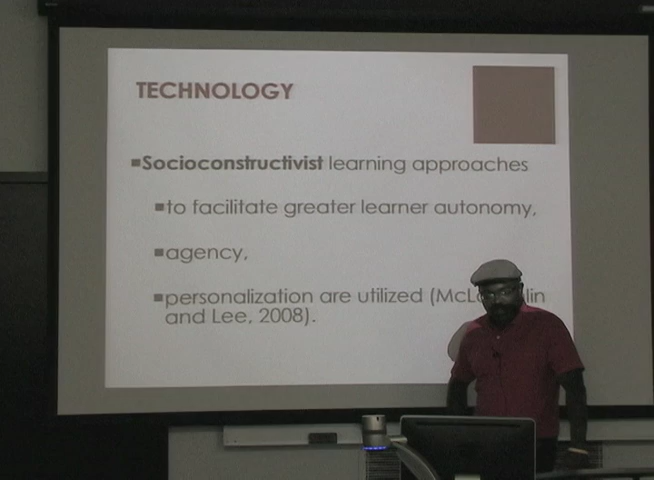 TECHNOLOGY
Socioconstructivist learning approaches
to facilitate greater learner autonomy,
agency,
personalization are utilized
and Lee, 2008).